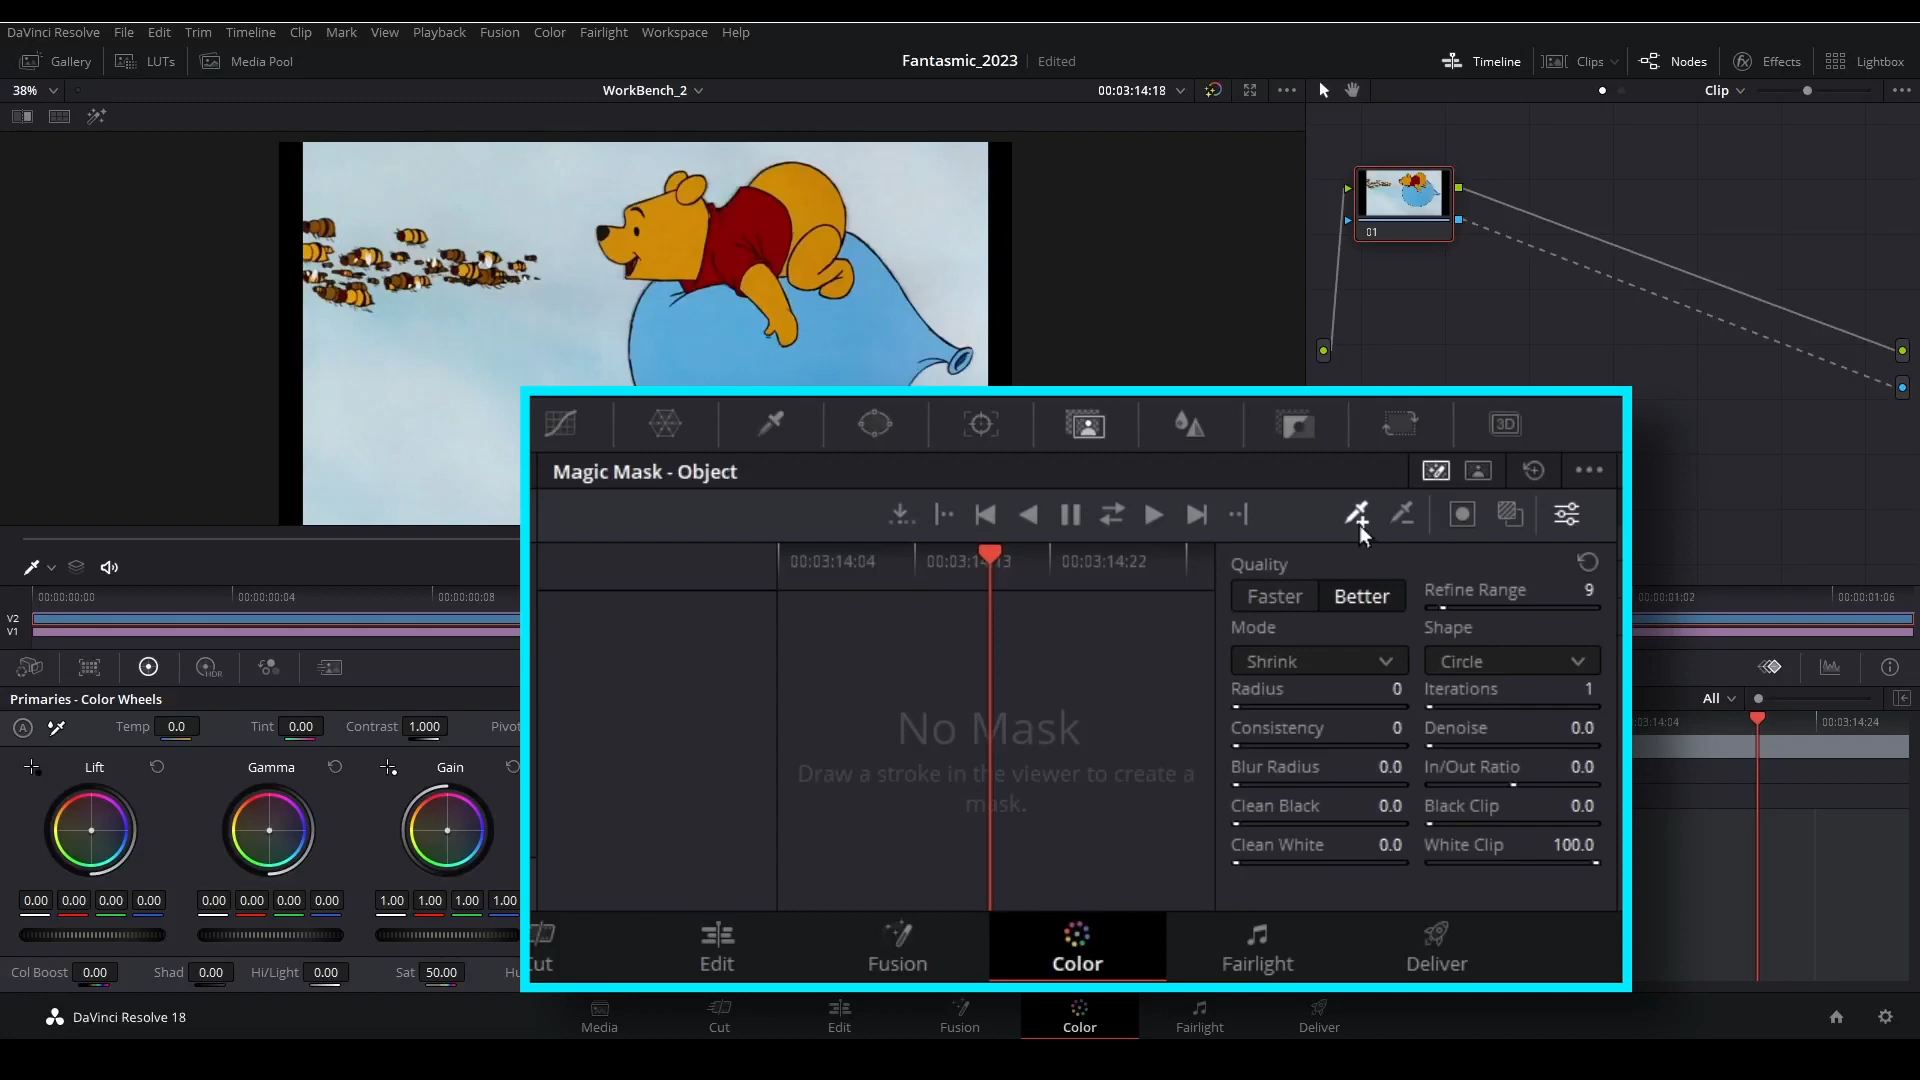 DaVinci Resolve File Edit Trim Timeline Clip Mark View Playback Fusion Color Fairlight Workspace Help
Gallery LUTs Media Pool Fantasmic_2023 Edited Timeline Clips Nodes Effects Lightbox
38% WorkBench_2 00:03:14:18 Clip
01
Magic Mask - Object
3D
00:03:14:04 00:03:14:13 00:03:14:22
No Mask
Draw a stroke in the viewer to create a
mask.
Quality
Faster Better Refine Range 9
Mode Shape
Shrink Circle
Radius 0 Iterations 1
Consistency 0 Denoise 0.0
Blur Radius 0.0 In/Out Ratio 0.0
Clean Black 0.0 Black Clip 0.0
Clean White 0.0 White Clip 100.0
Edit Fusion Color Fairlight Deliver
00:00:00:00 00:00:00:04 00:00:00:08 00:00:01:02 00:00:01:06
V2
V1
HDR
Primaries - Color Wheels All
A Temp 0.0 Tint 0.00 Contrast 1.000 Pivo
:03:14:04 00:03:14:24
Lift Gamma Gain
0.00 0.00 0.00 0.00 0.00 0.00 0.00 0.00 1.00 1.00 1.00 1.00
Col Boost 0.00 Shad 0.00 Hi/Light 0.00 Sat 50.00 Hu
DaVinci Resolve 18 Media Cut Edit Fusion Color Fairlight Deliver